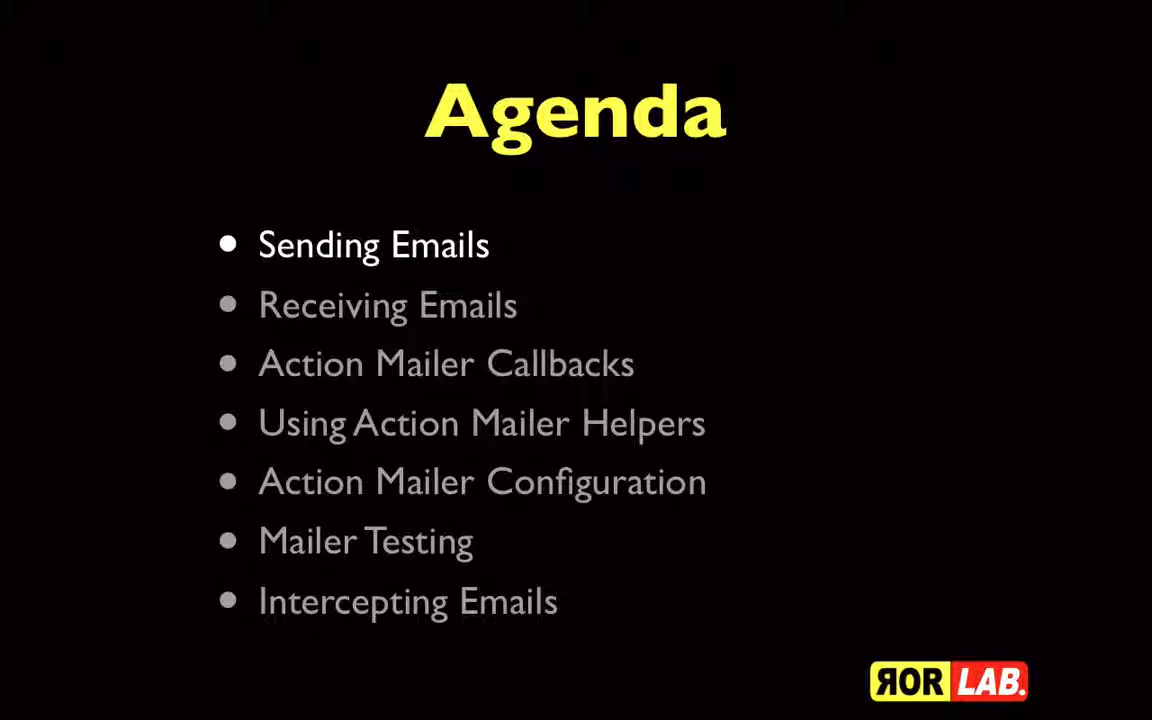 Agenda
• Sending Emails
• Receiving Emails
• Action Mailer Callbacks
• Using Action Mailer Helpers
• Action Mailer Configuration
• Mailer Testing
• Intercepting Emails
ЯOR LAB.